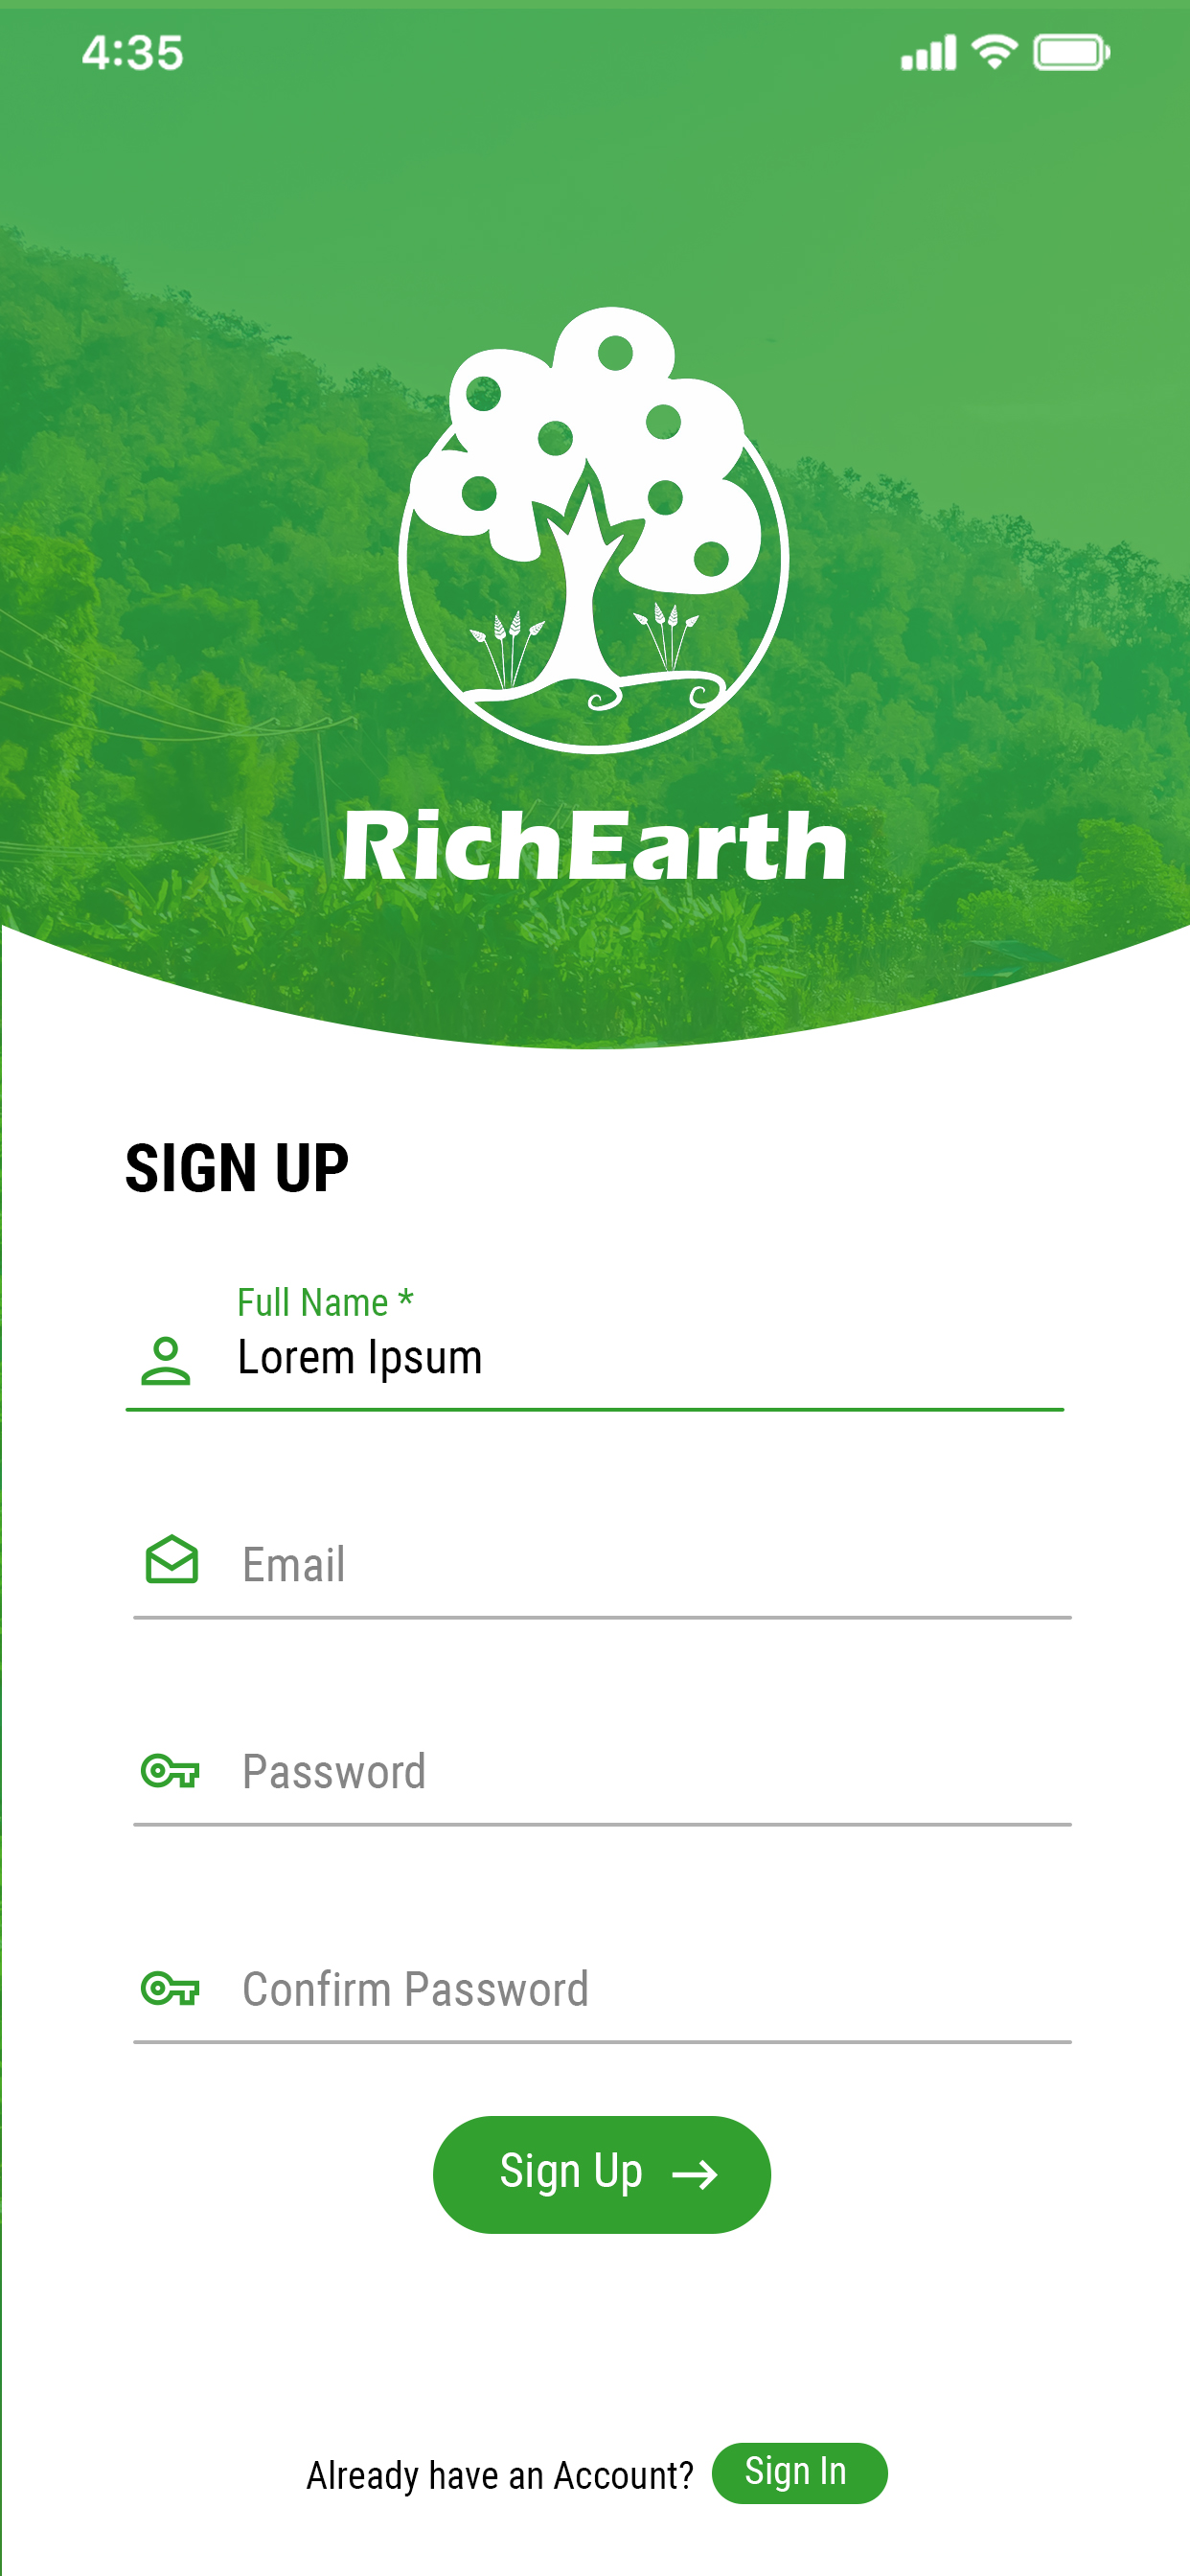 4:35
RichEarth
SIGN UP
Full Name *
Lorem Ipsum
Email
Password
Confirm Password
Sign Up
Already have an Account? Sign In